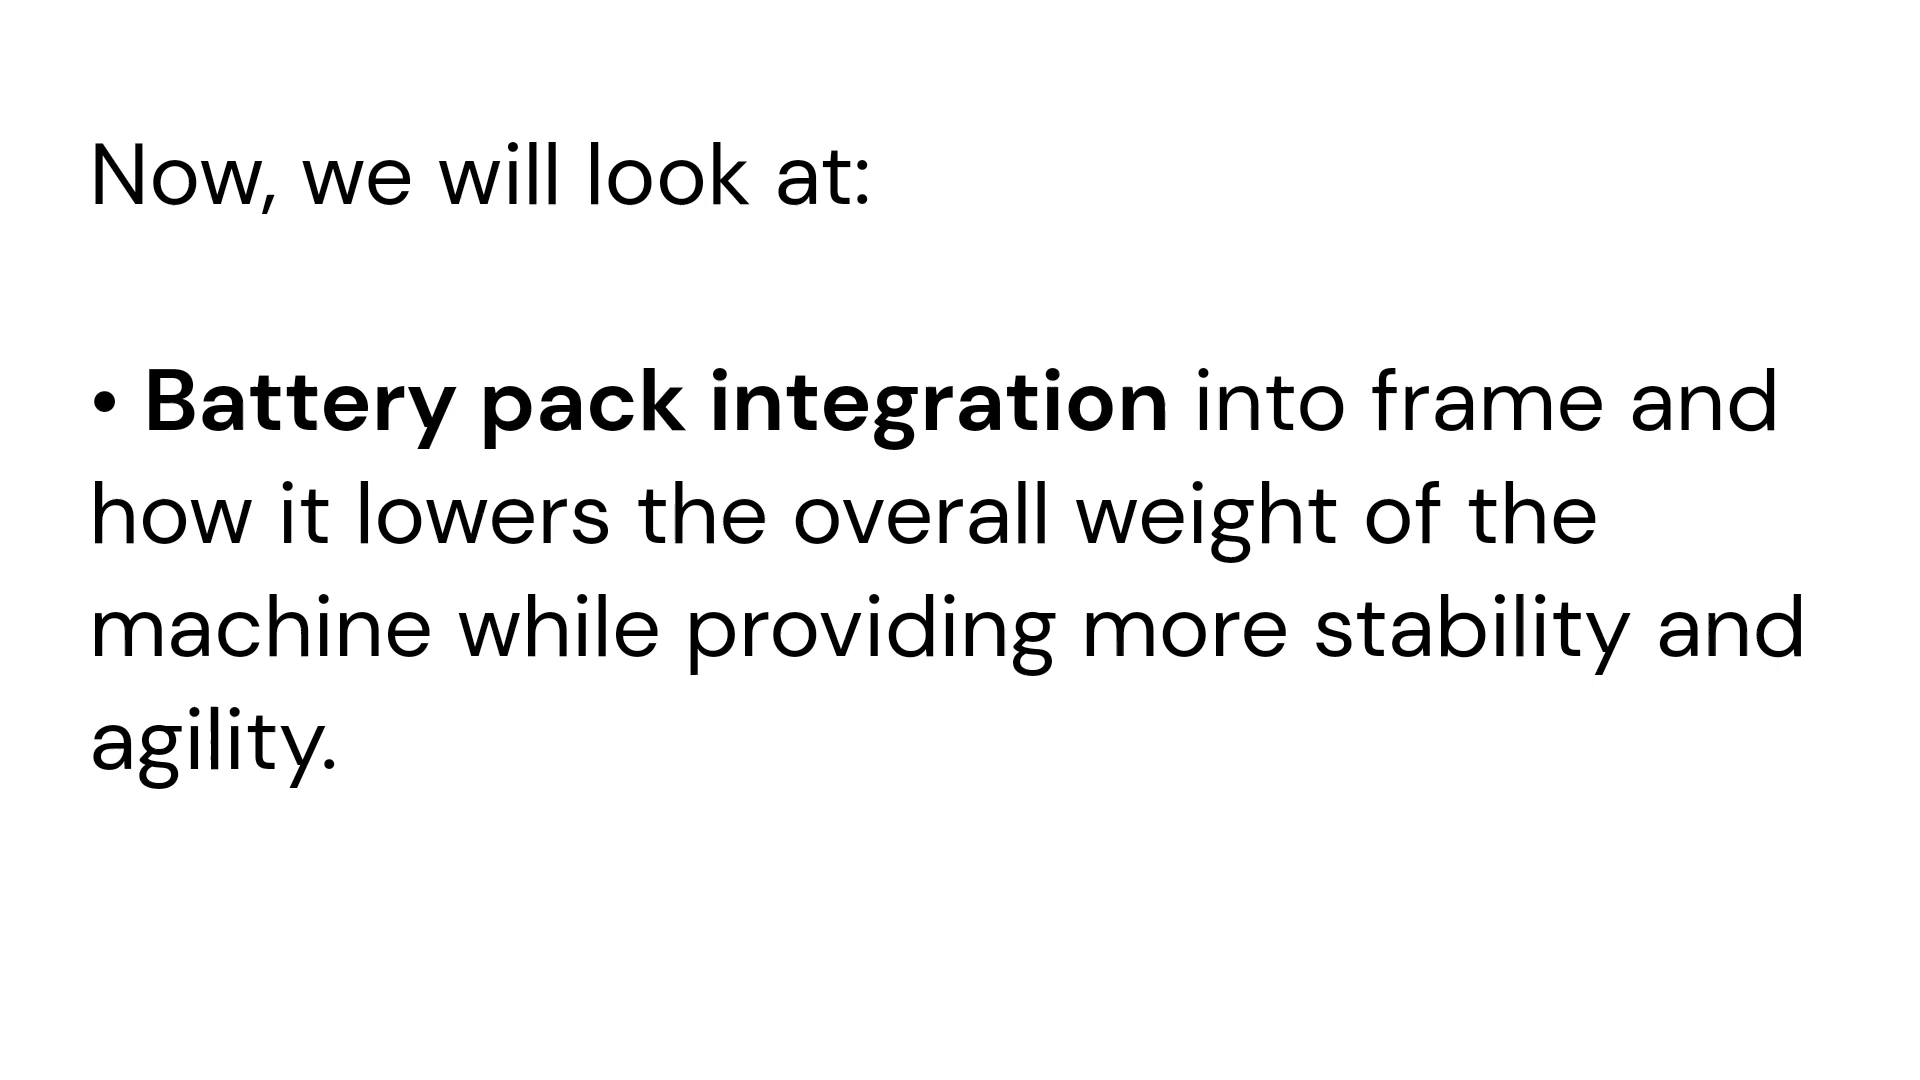 Now, we will look at:
• Battery pack integration into frame and
how it lowers the overall weight of the
machine while providing more stability and
agility.